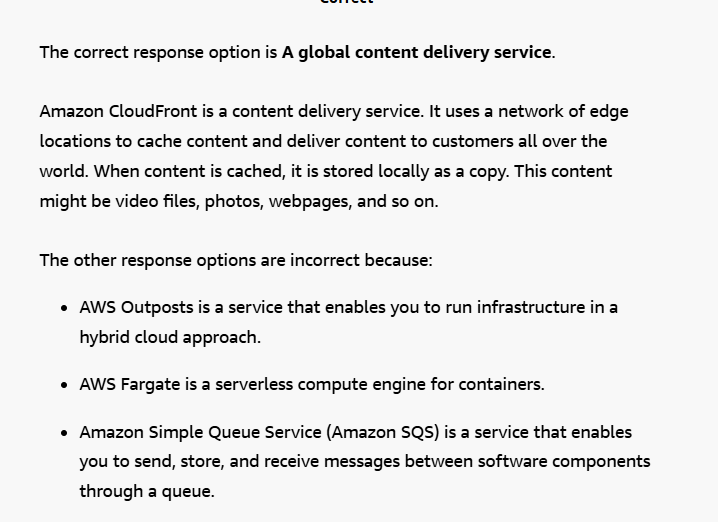 Correct
The correct response option is A global content delivery service.
Amazon CloudFront is a content delivery service. It uses a network of edge
locations to cache content and deliver content to customers all over the
world. When content is cached, it is stored locally as a copy. This content
might be video files, photos, webpages, and so on.
The other response options are incorrect because:
• AWS Outposts is a service that enables you to run infrastructure in a
hybrid cloud approach.
• AWS Fargate is a serverless compute engine for containers.
• Amazon Simple Queue Service (Amazon SQS) is a service that enables
you to send, store, and receive messages between software components
through a queue.